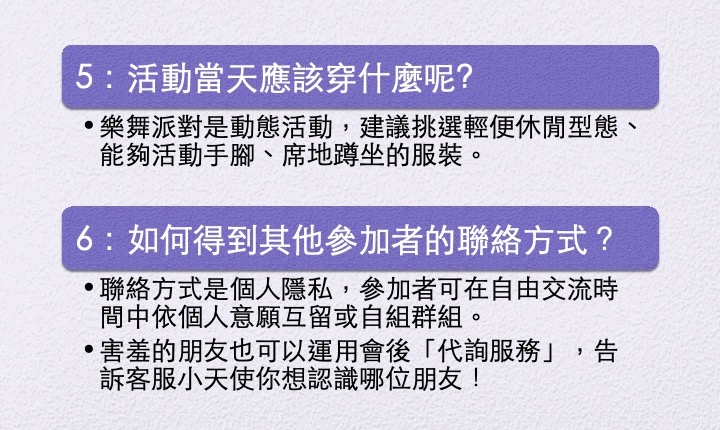 5：活動當天應該穿什麼呢?
•樂舞派對是動態活動，建議挑選輕便休閒型態、
能夠活動手腳、席地蹲坐的服裝。
6：如何得到其他參加者的聯絡方式？
•聯絡方式是個人隱私，參加者可在自由交流時
間中依個人意願互留或自組群組。
•害羞的朋友也可以運用會後「代詢服務」，告
訴客服小天使你想認識哪位朋友！